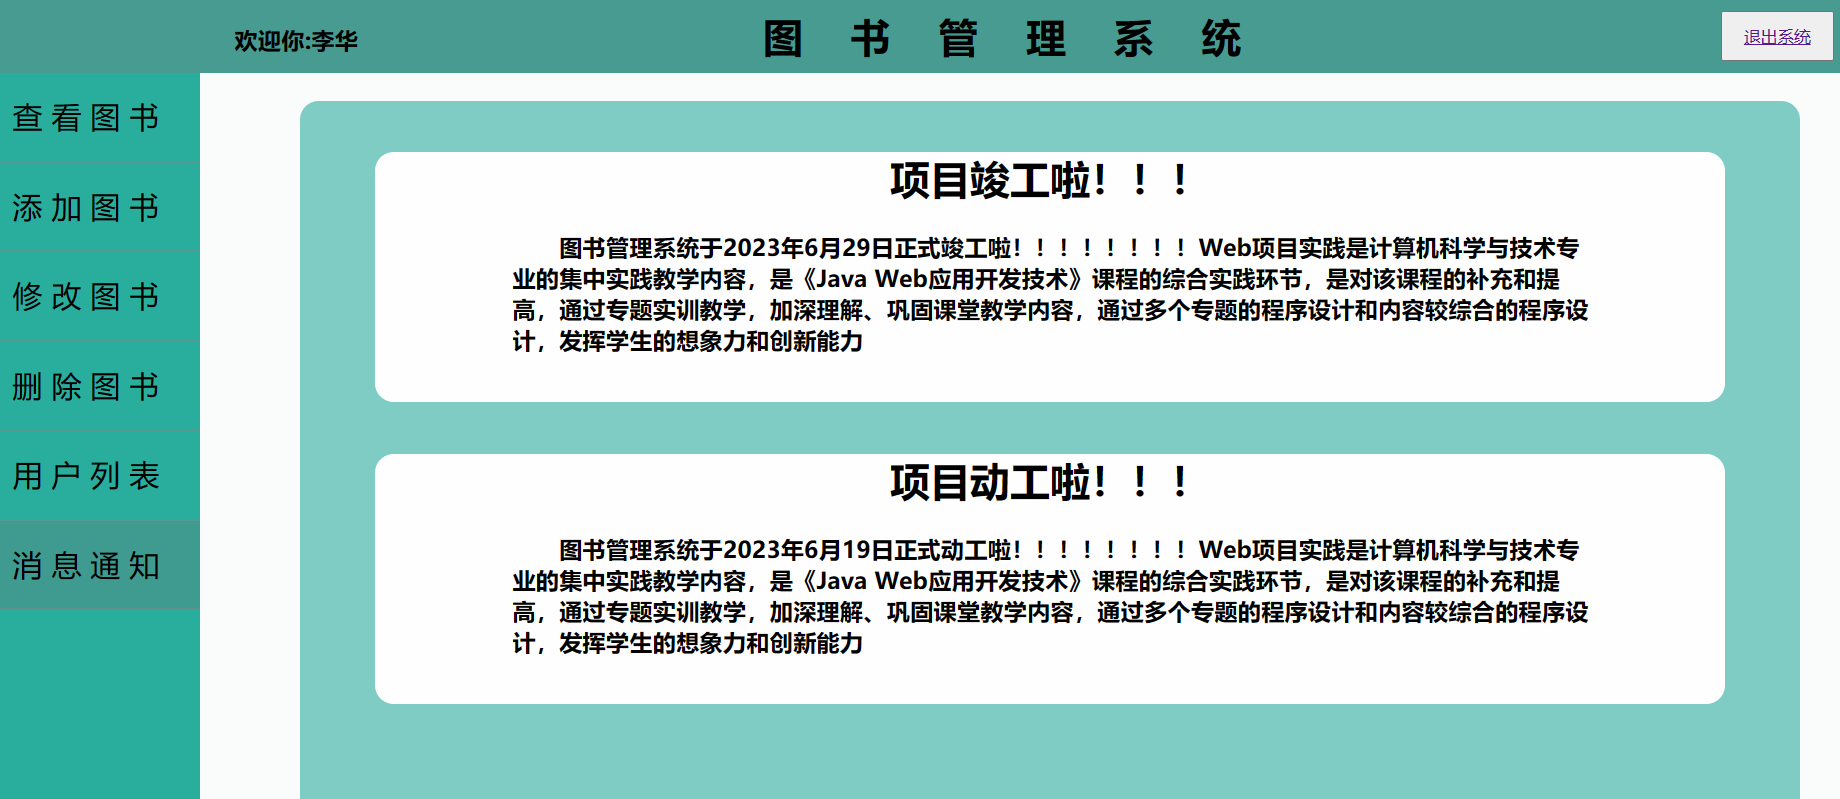 欢迎你:李华
图 书 管 理 系 统
退出系统
查看图书
添加图书
修改图书
删除图书
用户列表
消息通知
项目竣工啦！！！
图书管理系统于2023年6月29日正式竣工啦！！！！！！！！Web项目实践是计算机科学与技术专
业的集中实践教学内容，是《Java Web应用开发技术》课程的综合实践环节，是对该课程的补充和提
高，通过专题实训教学，加深理解、巩固课堂教学内容，通过多个专题的程序设计和内容较综合的程序设
计，发挥学生的想象力和创新能力
项目动工啦！！！
图书管理系统于2023年6月19日正式动工啦！！！！！！！！Web项目实践是计算机科学与技术专
业的集中实践教学内容，是《Java Web应用开发技术》课程的综合实践环节，是对该课程的补充和提
高，通过专题实训教学，加深理解、巩固课堂教学内容，通过多个专题的程序设计和内容较综合的程序设
计，发挥学生的想象力和创新能力